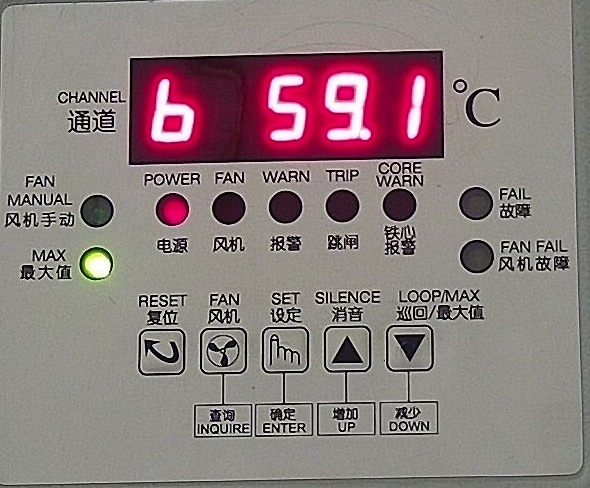 b 59.1 °C
CHANNEL
通道
FAN
MANUAL
风机手动
MAX
最大值
POWER
电源
FAN
风机
WARN
报警
TRIP
跳闸
CORE
WARN
铁心
报警
FAIL
故障
FAN FAIL
风机故障
RESET
复位
FAN
风机
SET
设定
SILENCE
消音
LOOP/MAX
巡回/最大值
查询
INQUIRE
确定
ENTER
增加
UP
减少
DOWN